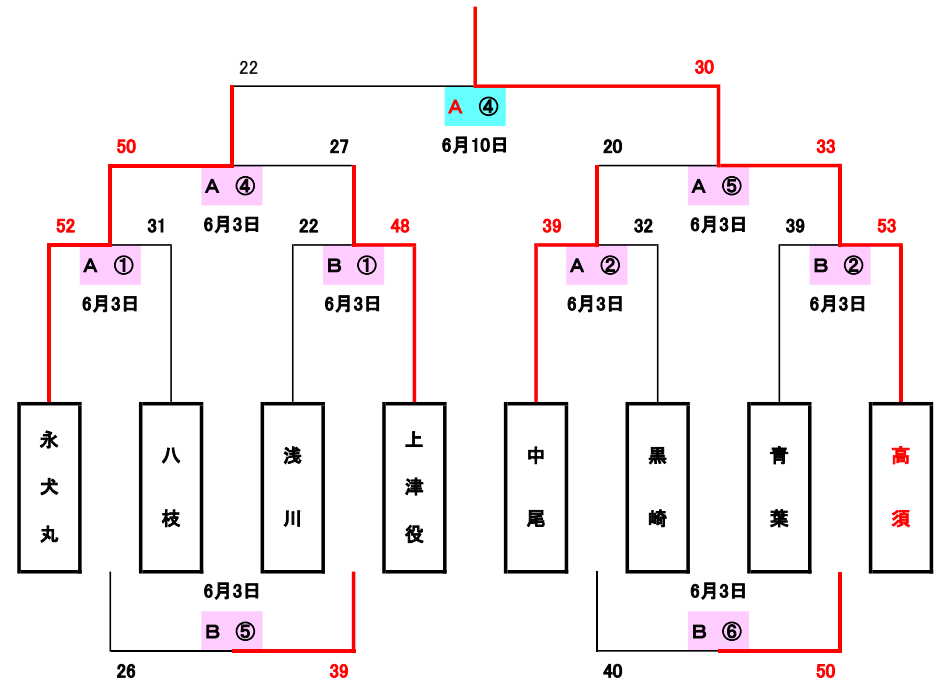 22 30
A ④
6月10日
50 27 20 33
A ④ A ⑤
6月3日 6月3日
52 31 22 48 39 32 39 53
A ① B ① A ② B ②
6月3日 6月3日 6月3日 6月3日
永犬丸 八枝 浅川 上津役 中尾 黒崎 青葉 高須
6月3日 6月3日
B ⑤ B ⑥
26 39 40 50